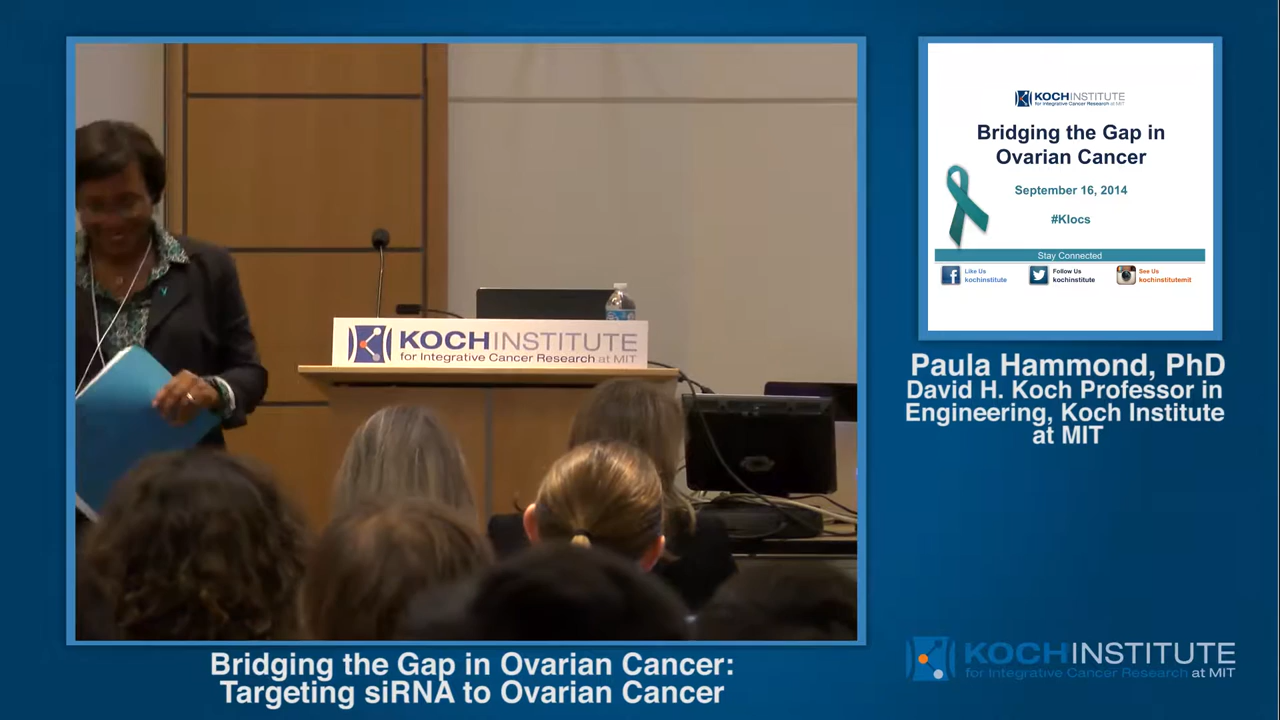 KOCH INSTITUTE
for Integrative Cancer Research at MIT
Bridging the Gap in
Ovarian Cancer
September 16, 2014
#KIocs
Stay Connected
Like Us
kochinstitute
Follow Us
kochinstitute
See Us
kochinstitutemit
KOCH INSTITUTE
for Integrative Cancer Research at MIT
Paula Hammond, PhD
David H. Koch Professor in
Engineering, Koch Institute
at MIT
Bridging the Gap in Ovarian Cancer:
Targeting siRNA to Ovarian Cancer
KOCH INSTITUTE
for Integrative Cancer Research at MIT